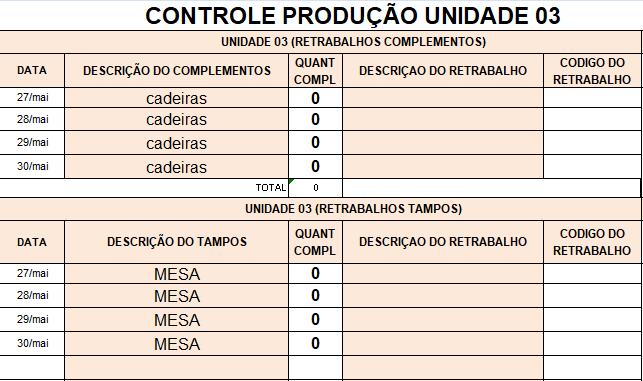 CONTROLE PRODUÇÃO UNIDADE 03
UNIDADE 03 (RETRABALHOS COMPLEMENTOS)
DATA DESCRIÇÃO DO COMPLEMENTOS QUANT COMPL DESCRIÇAO DO RETRABALHO CODIGO DO RETRABALHO
27/mai cadeiras 0
28/mai cadeiras 0
29/mai cadeiras 0
30/mai cadeiras 0
TOTAL 0
UNIDADE 03 (RETRABALHOS TAMPOS)
DATA DESCRIÇÃO DO TAMPOS QUANT COMPL DESCRIÇAO DO RETRABALHO CODIGO DO RETRABALHO
27/mai MESA 0
28/mai MESA 0
29/mai MESA 0
30/mai MESA 0